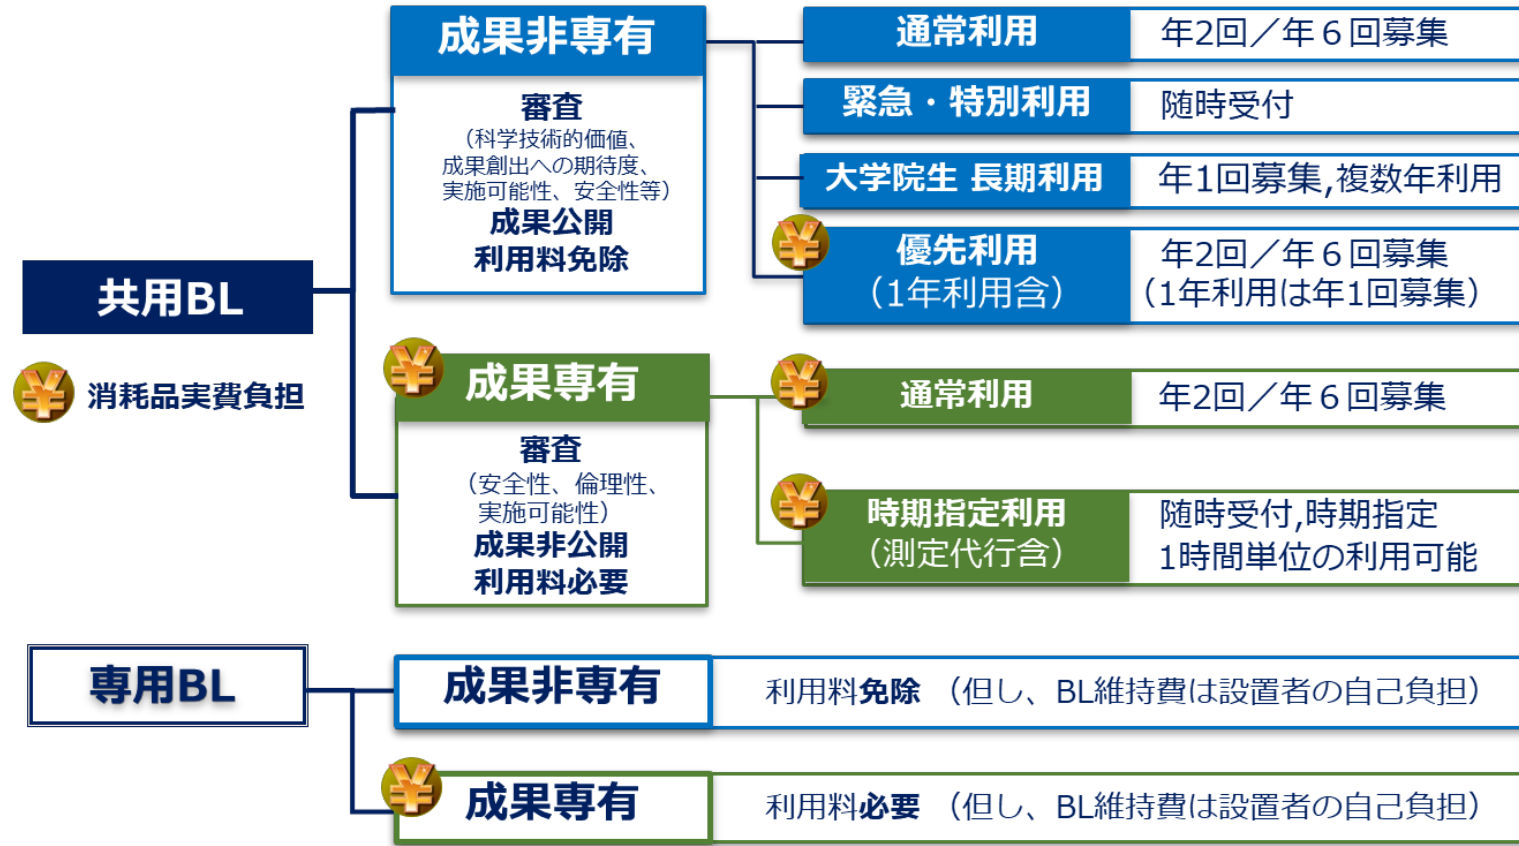 共用BL
¥ 消耗品実費負担
成果非専有
審査
（科学技術的価値、
成果創出への期待度、
実施可能性、安全性等）
成果公開
利用料免除
通常利用 年2回／年６回募集
緊急・特別利用 随時受付
大学院生 長期利用 年1回募集,複数年利用
¥ 優先利用 年2回／年６回募集
（1年利用含） （1年利用は年1回募集）
¥ 成果専有
審査
（安全性、倫理性、
実施可能性）
成果非公開
利用料必要
¥ 通常利用 年2回／年６回募集
¥ 時期指定利用 随時受付,時期指定
（測定代行含） 1時間単位の利用可能
専用BL
成果非専有 利用料免除 （但し、BL維持費は設置者の自己負担）
¥ 成果専有 利用料必要 （但し、BL維持費は設置者の自己負担）